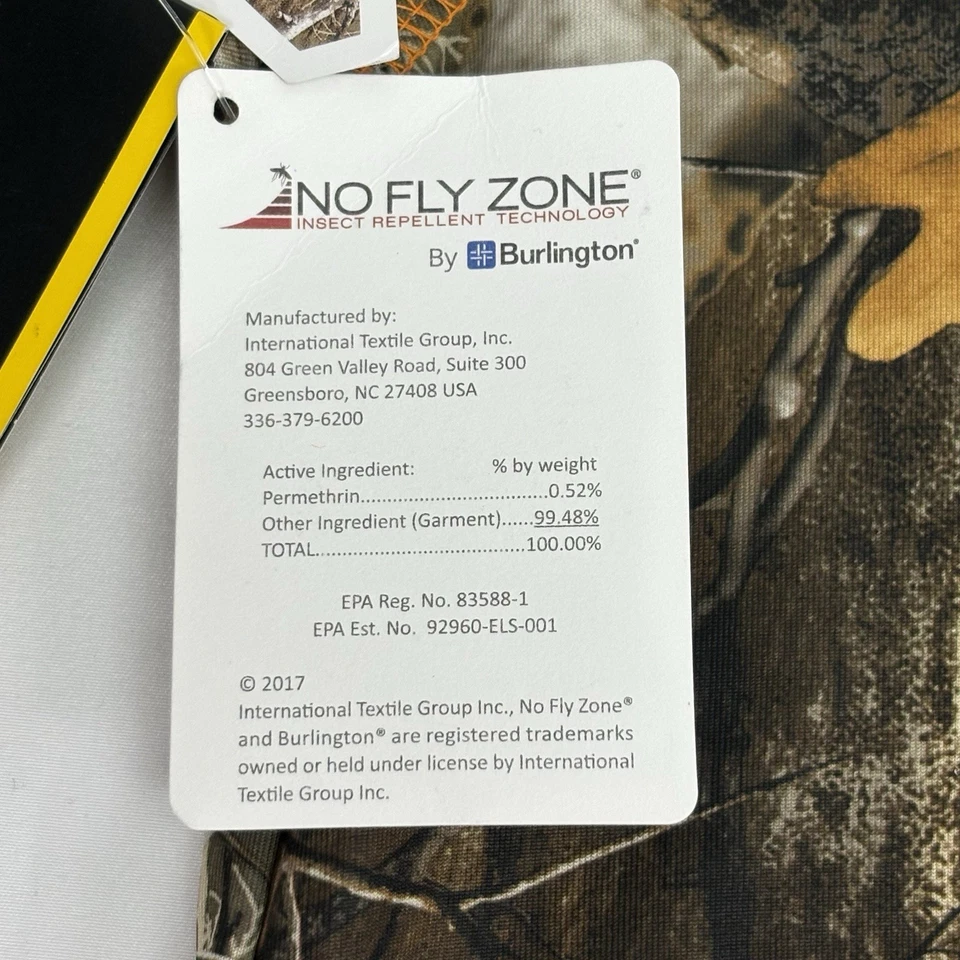 NO FLY ZONE®
INSECT REPELLENT TECHNOLOGY
By Burlington®
Manufactured by:
International Textile Group, Inc.
804 Green Valley Road, Suite 300
Greensboro, NC 27408 USA
336-379-6200
Active Ingredient: % by weight
Permethrin..................................0.52%
Other Ingredient (Garment)......99.48%
TOTAL......................................100.00%
EPA Reg. No. 83588-1
EPA Est. No. 92960-ELS-001
© 2017
International Textile Group Inc., No Fly Zone®
and Burlington® are registered trademarks
owned or held under license by International
Textile Group Inc.